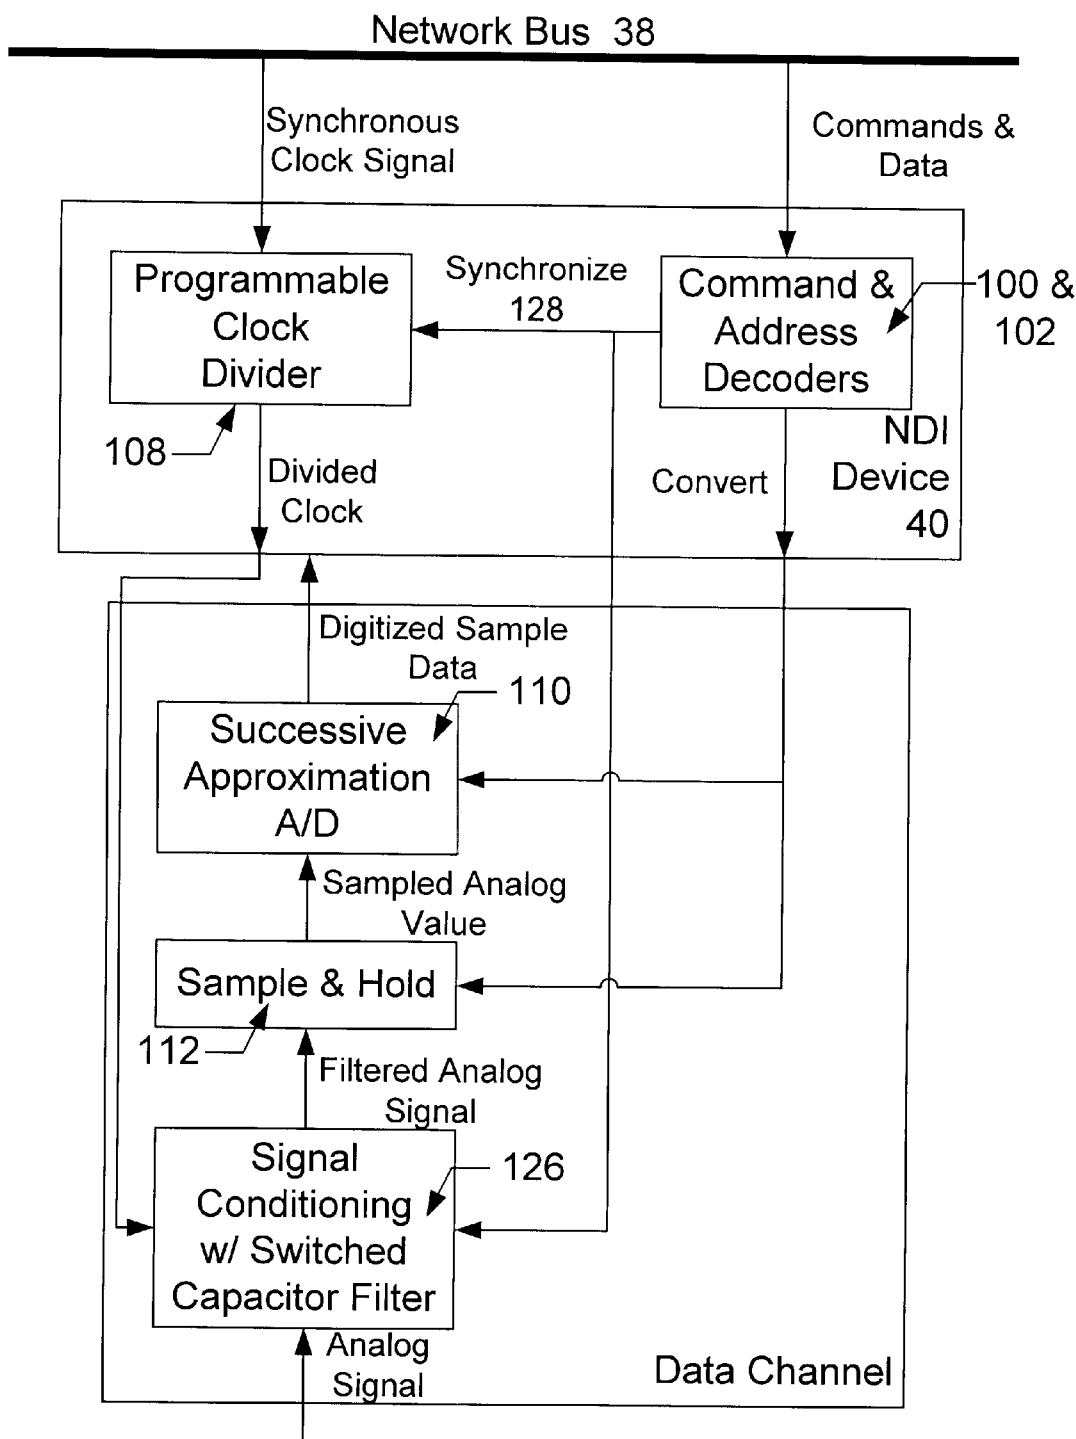 Network Bus 38
Synchronous
Clock Signal
Commands &
Data
Programmable
Clock
Divider
Synchronize
128
Command &
Address
Decoders
100 &
102
108
Divided
Clock
Convert
NDI
Device
40
Digitized Sample
Data
110
Successive
Approximation
A/D
Sampled Analog
Value
Sample & Hold
112
Filtered Analog
Signal
Signal
Conditioning
w/ Switched
Capacitor Filter
126
Analog
Signal
Data Channel